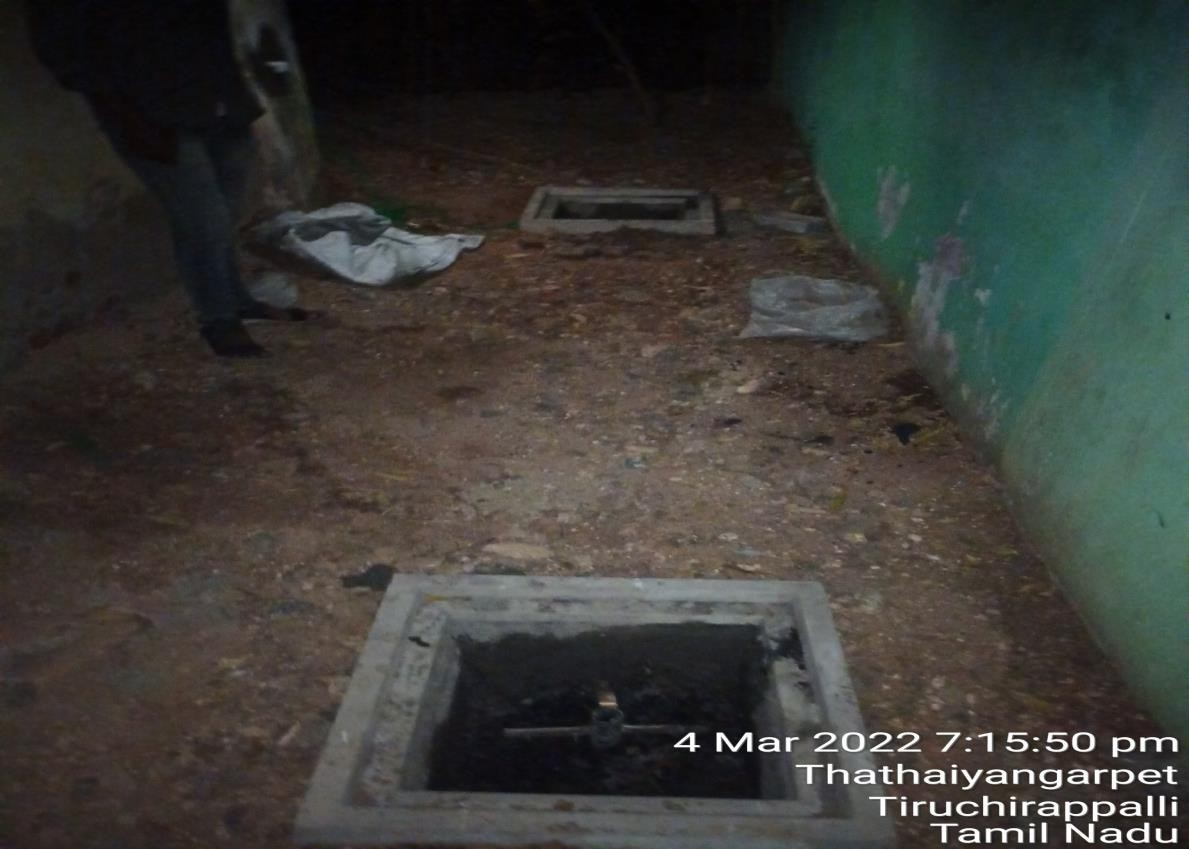 4 Mar 2022 7:15:50 pm
Thathaiyangarpet
Tiruchirappalli
Tamil Nadu